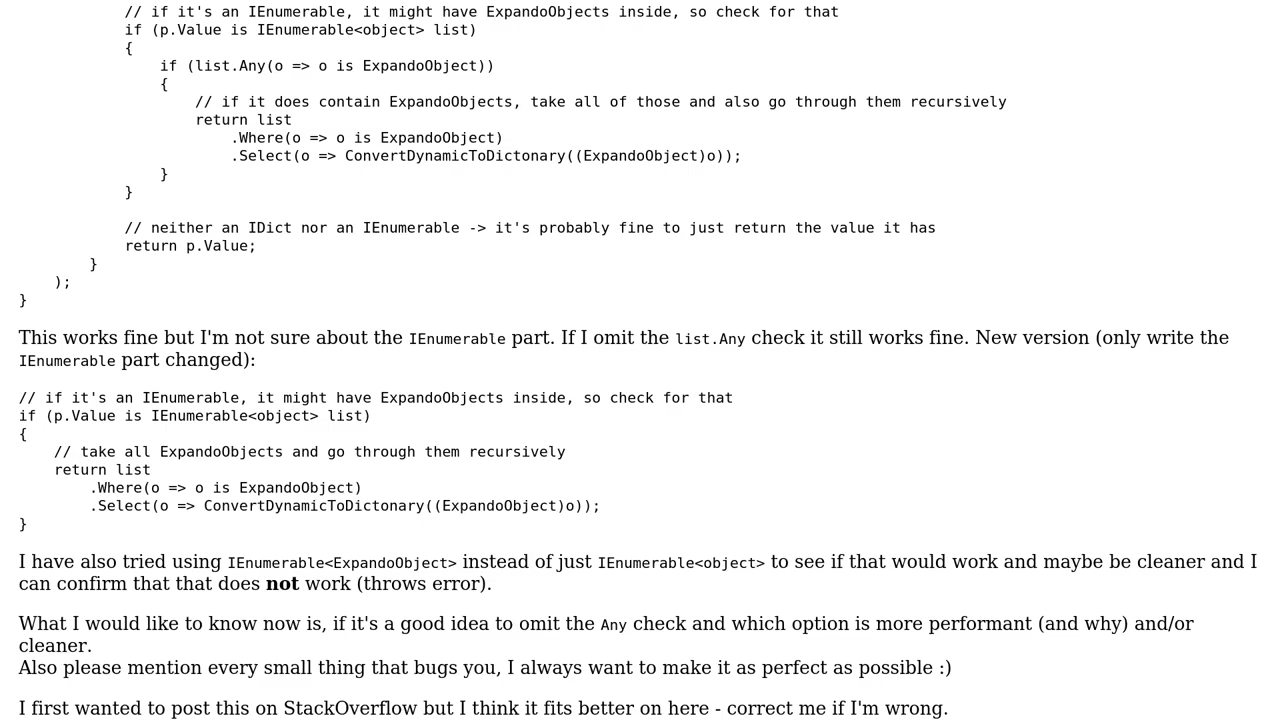 // if it's an IEnumerable, it might have ExpandoObjects inside, so check for that
if (p.Value is IEnumerable<object> list)
{
if (list.Any(o => o is ExpandoObject))
{
// if it does contain ExpandoObjects, take all of those and also go through them recursively
return list
.Where(o => o is ExpandoObject)
.Select(o => ConvertDynamicToDictonary((ExpandoObject)o));
}
}
// neither an IDict nor an IEnumerable -> it's probably fine to just return the value it has
return p.Value;
}
);
}
This works fine but I'm not sure about the IEnumerable part. If I omit the list.Any check it still works fine. New version (only write the
IEnumerable part changed):
// if it's an IEnumerable, it might have ExpandoObjects inside, so check for that
if (p.Value is IEnumerable<object> list)
{
// take all ExpandoObjects and go through them recursively
return list
.Where(o => o is ExpandoObject)
.Select(o => ConvertDynamicToDictonary((ExpandoObject)o));
}
I have also tried using IEnumerable<ExpandoObject> instead of just IEnumerable<object> to see if that would work and maybe be cleaner and I
can confirm that that does not work (throws error).
What I would like to know now is, if it's a good idea to omit the Any check and which option is more performant (and why) and/or
cleaner.
Also please mention every small thing that bugs you, I always want to make it as perfect as possible :)
I first wanted to post this on StackOverflow but I think it fits better on here - correct me if I'm wrong.